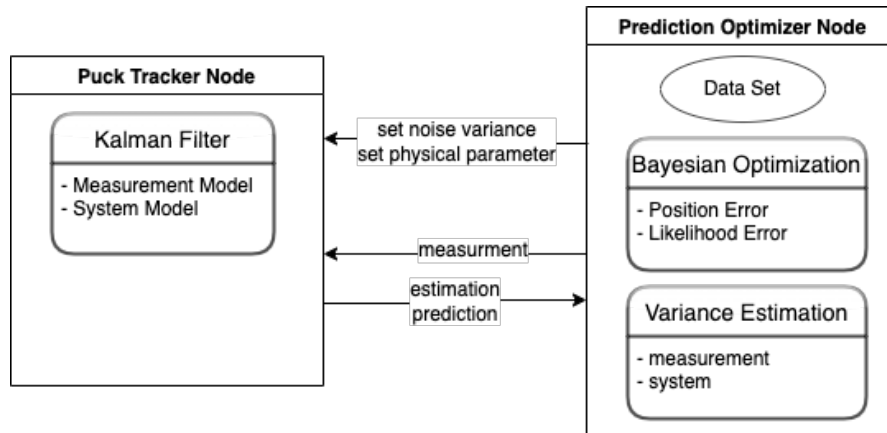 Puck Tracker Node
Kalman Filter
- Measurement Model
- System Model
set noise variance
set physical parameter
measurment
estimation
prediction
Prediction Optimizer Node
Data Set
Bayesian Optimization
- Position Error
- Likelihood Error
Variance Estimation
- measurement
- system